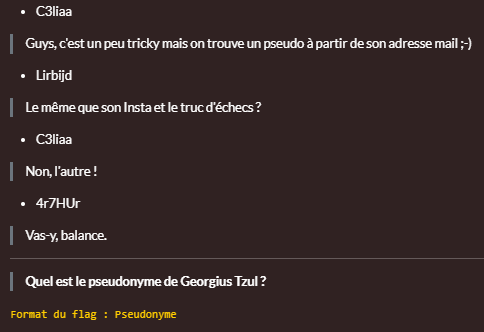 C3liaa
Guys, c'est un peu tricky mais on trouve un pseudo à partir de son adresse mail ;-)
Lirbijd
Le même que son Insta et le truc d'échecs ?
C3liaa
Non, l'autre !
4r7HUr
Vas-y, balance.
Quel est le pseudonyme de Georgius Tzul ?
Format du flag : Pseudonyme